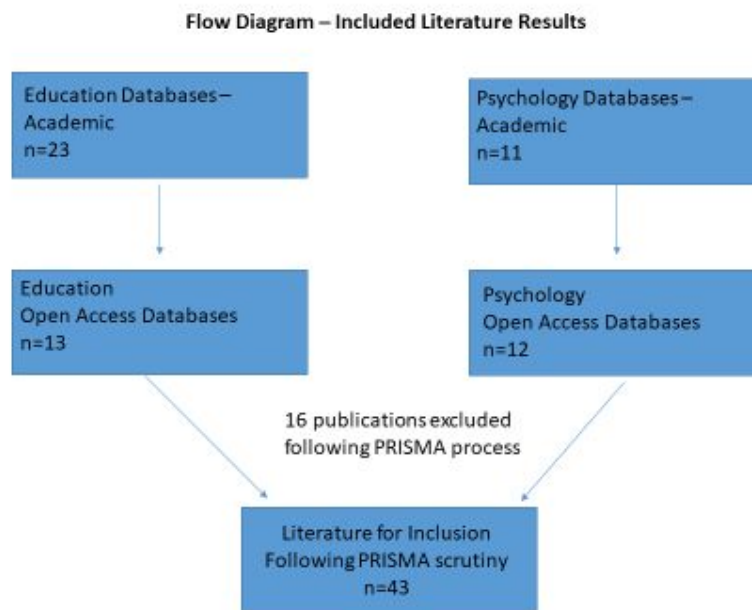 Flow Diagram – Included Literature Results
Education Databases –
Academic
n=23
Psychology Databases –
Academic
n=11
Education
Open Access Databases
n=13
Psychology
Open Access Databases
n=12
16 publications excluded
following PRISMA process
Literature for Inclusion
Following PRISMA scrutiny
n=43